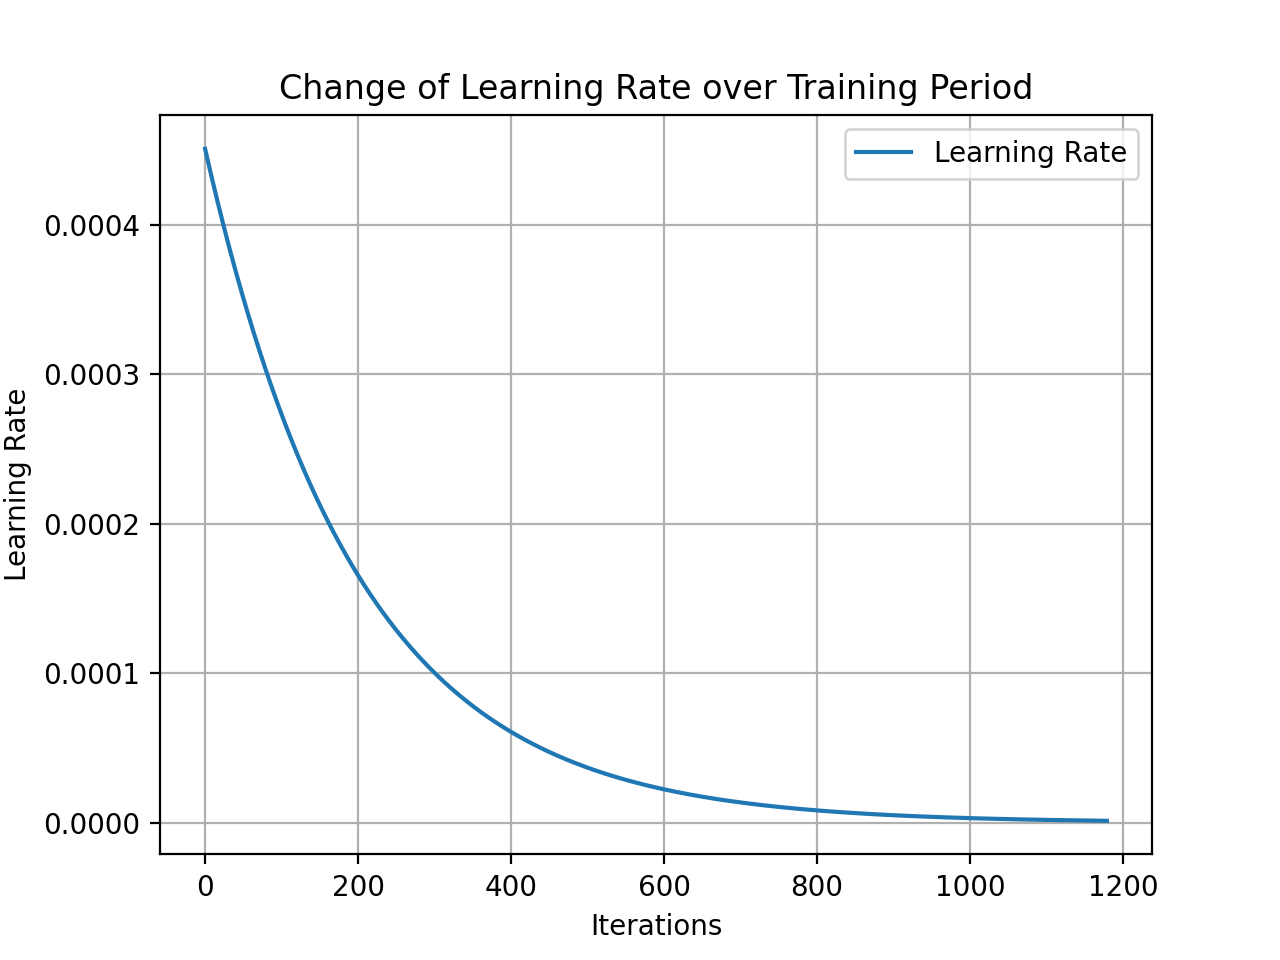 Change of Learning Rate over Training Period
Learning Rate
0.0004
0.0003
0.0002
0.0001
0.0000
Learning Rate
0 200 400 600 800 1000 1200
Iterations